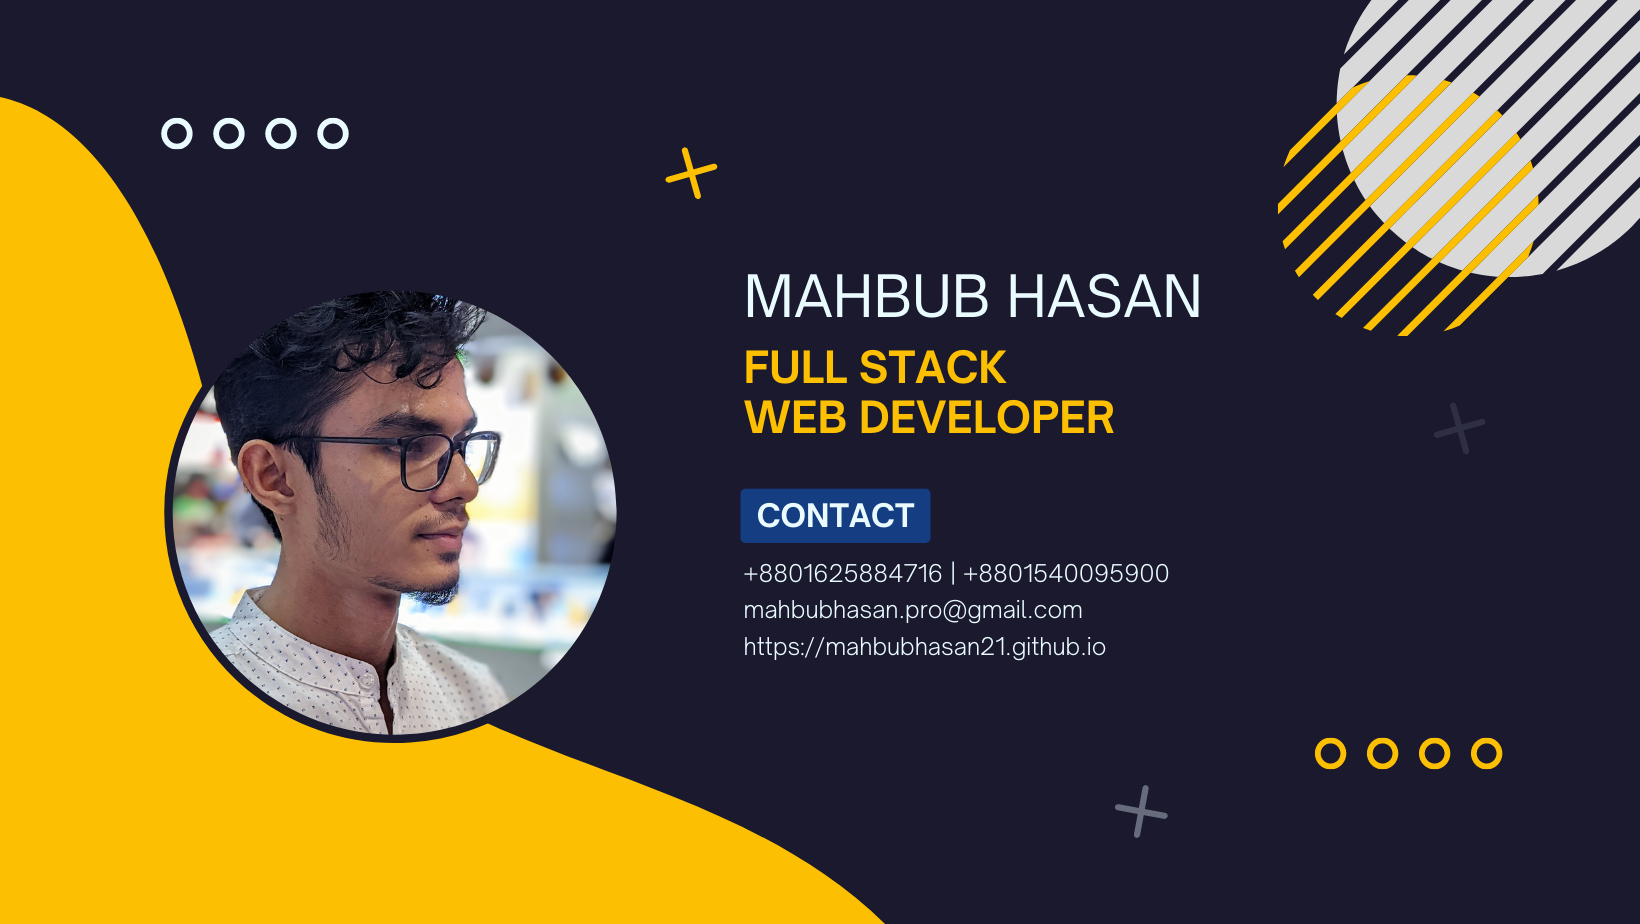 MAHBUB HASAN
FULL STACK
WEB DEVELOPER
CONTACT
+8801625884716 | +8801540095900
mahbubhasan.pro@gmail.com
https://mahbubhasan21.github.io